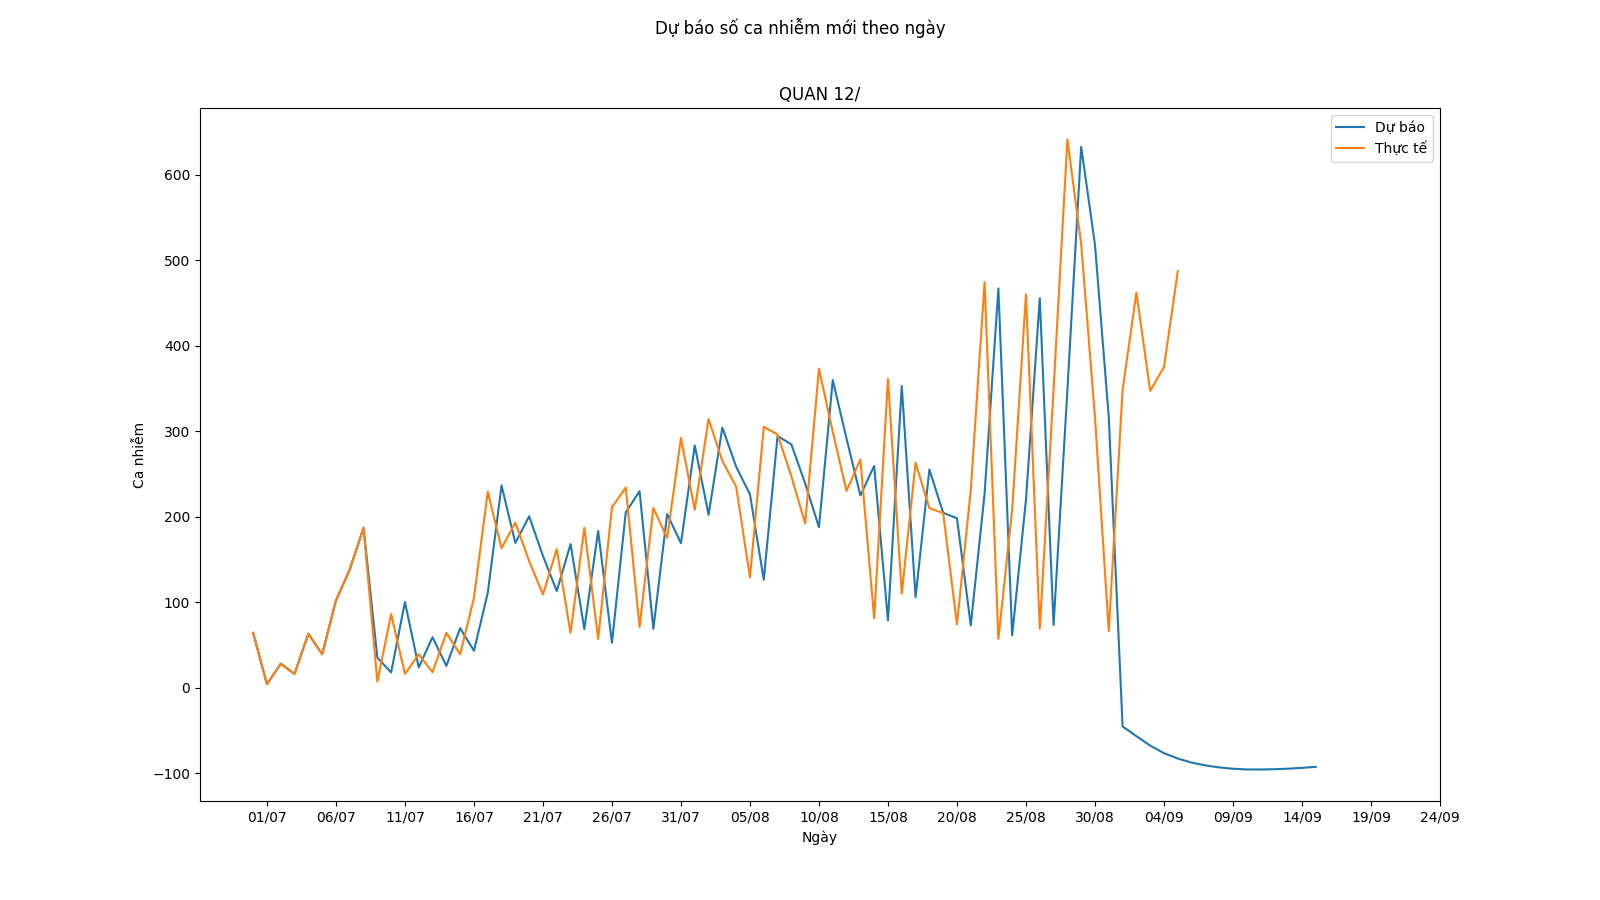 Dự báo số ca nhiễm mới theo ngày
QUAN 12/
Dự báo
Thực tế
600
500
400
300
200
100
0
−100
Ca nhiễm
01/07 06/07 11/07 16/07 21/07 26/07 31/07 05/08 10/08 15/08 20/08 25/08 30/08 04/09 09/09 14/09 19/09 24/09
Ngày